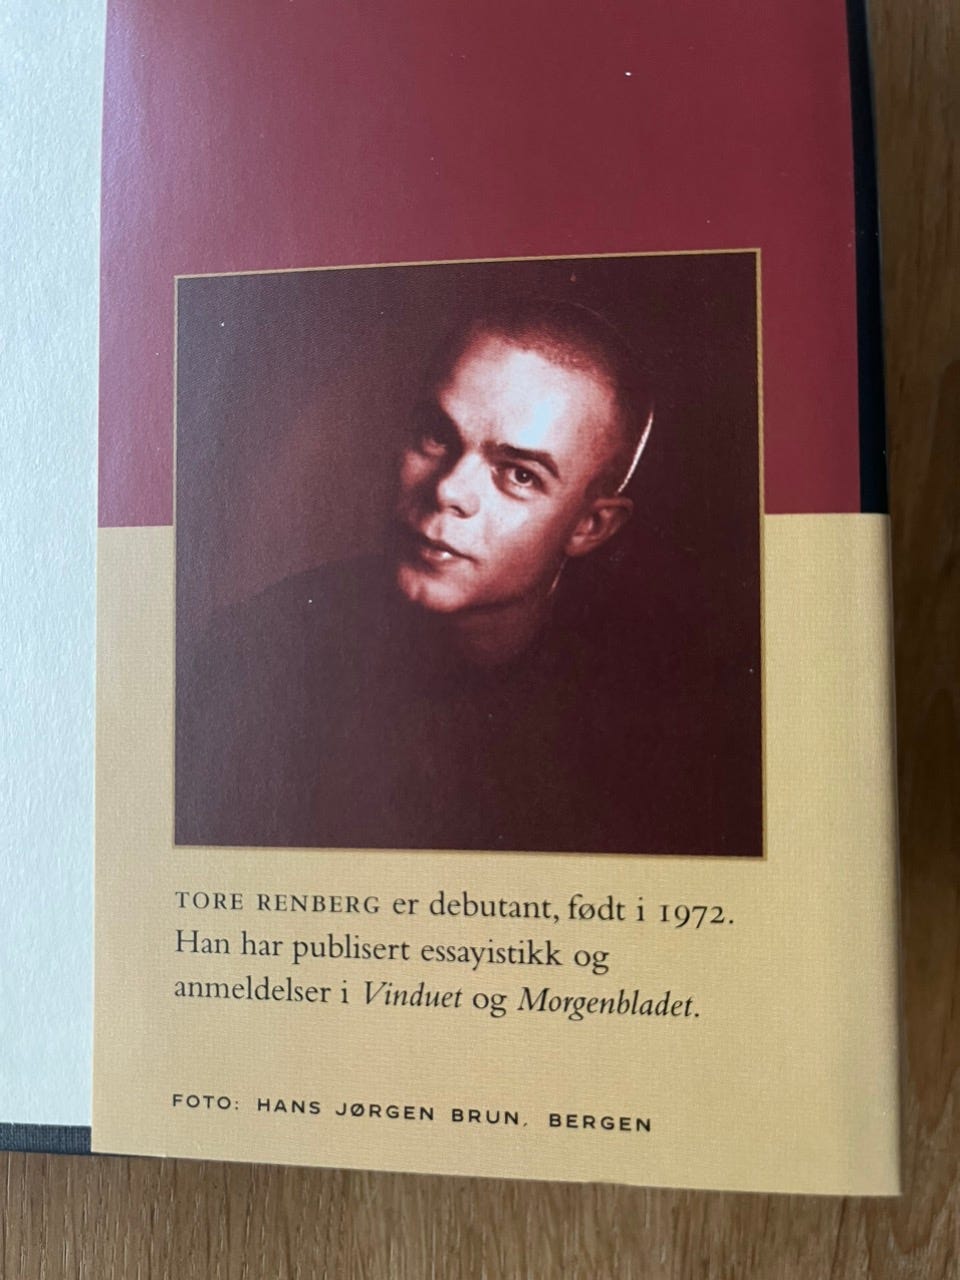 TORE RENBERG er debutant, født i 1972.
Han har publisert essayistikk og
anmeldelser i Vinduet og Morgenbladet.
FOTO: HANS JØRGEN BRUN, BERGEN